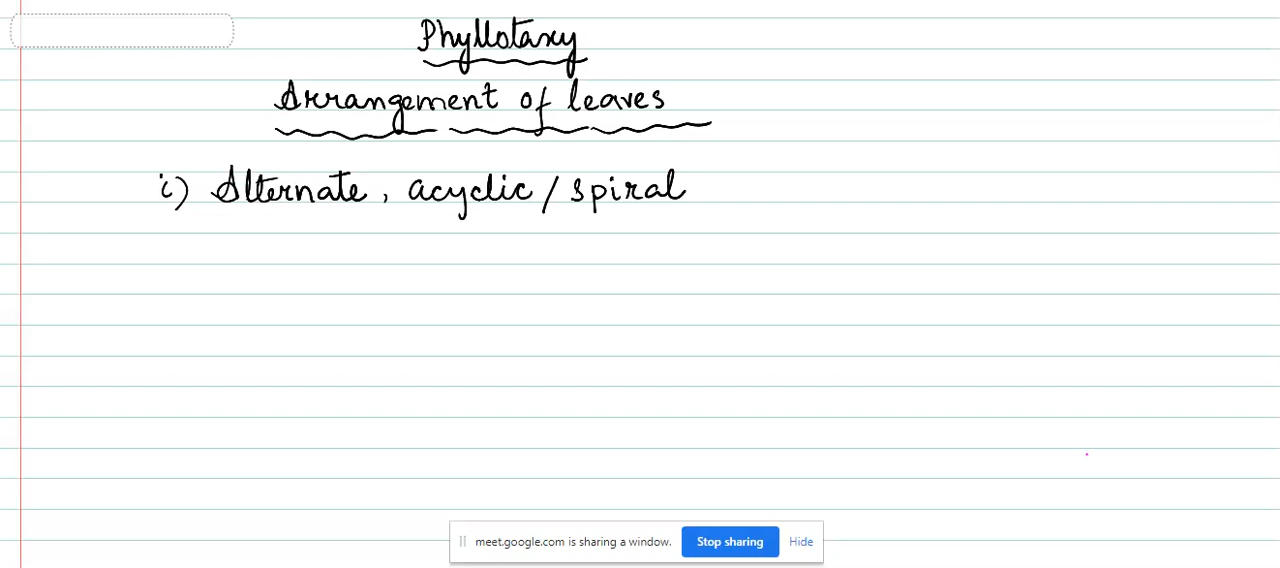 Phyllotaxy
Arrangement of leaves
i) Alternate, acyclic / spiral
meet.google.com is sharing a window. Stop sharing Hide